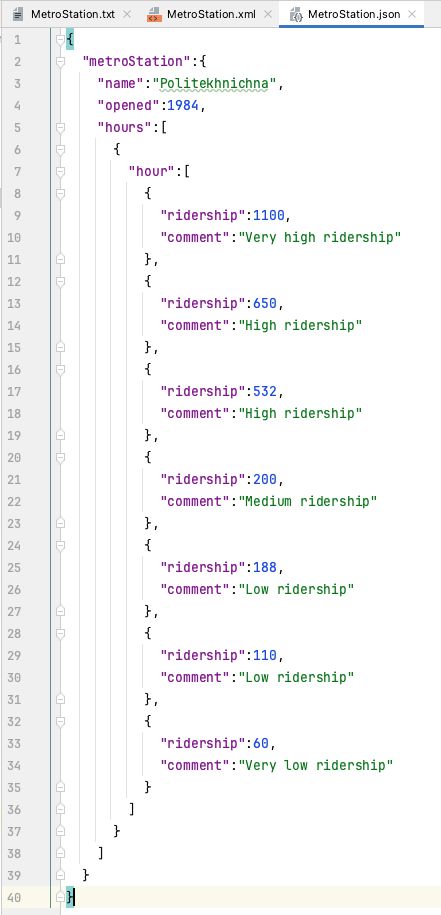 MetroStation.txt MetroStation.xml MetroStation.json
1 {
2 "metroStation":{
3 "name":"Politekhnichna",
4 "opened":1984,
5 "hours":[
6 {
7 "hour":[
8 {
9 "ridership":1100,
10 "comment":"Very high ridership"
11 },
12 {
13 "ridership":650,
14 "comment":"High ridership"
15 },
16 {
17 "ridership":532,
18 "comment":"High ridership"
19 },
20 {
21 "ridership":200,
22 "comment":"Medium ridership"
23 },
24 {
25 "ridership":188,
26 "comment":"Low ridership"
27 },
28 {
29 "ridership":110,
30 "comment":"Low ridership"
31 },
32 {
33 "ridership":60,
34 "comment":"Very low ridership"
35 }
36 ]
37 }
38 ]
39 }
40 }